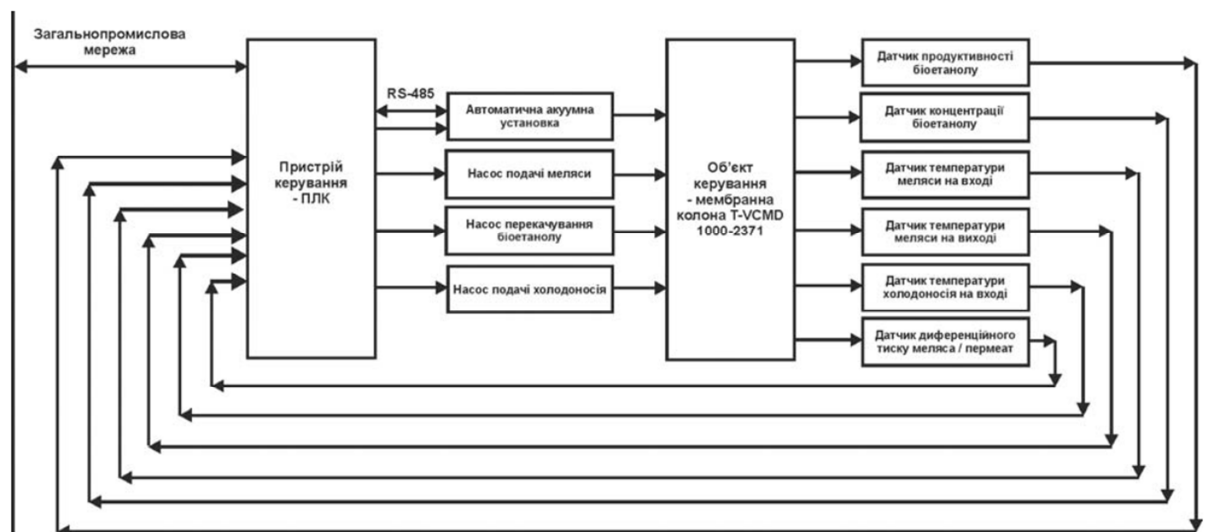 Загальнопромислова
мережа
Пристрій
керування
- ПЛК
RS-485
Автоматична акуумна
установка
Насос подачі меляси
Насос перекачування
біоетанолу
Насос подачі холодоносія
Об'єкт
керування
- мембранна
колона T-VCMD
1000-2371
Датчик продуктивності
біоетанолу
Датчик концентрації
біоетанолу
Датчик температури
меляси на вході
Датчик температури
меляси на виході
Датчик температури
холодоносія на вході
Датчик диференційного
тиску меляса / пермеат